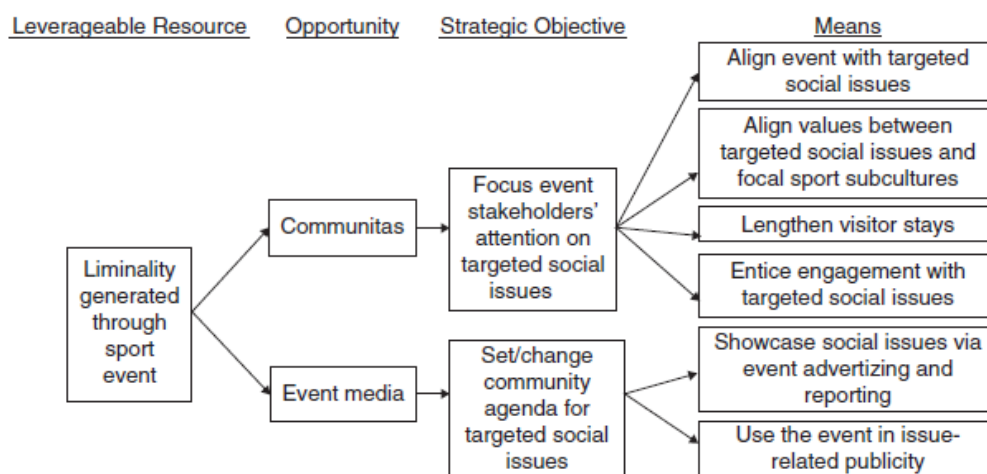 Leverageable Resource
Opportunity
Strategic Objective
Means
Liminality
generated
through
sport
event
Communitas
Event media
Focus event
stakeholders'
attention on
targeted social
issues
Set/change
community
agenda for
targeted social
issues
Align event with targeted
social issues
Align values between
targeted social issues and
focal sport subcultures
Lengthen visitor stays
Entice engagement with
targeted social issues
Showcase social issues via
event advertizing and
reporting
Use the event in issue-
related publicity